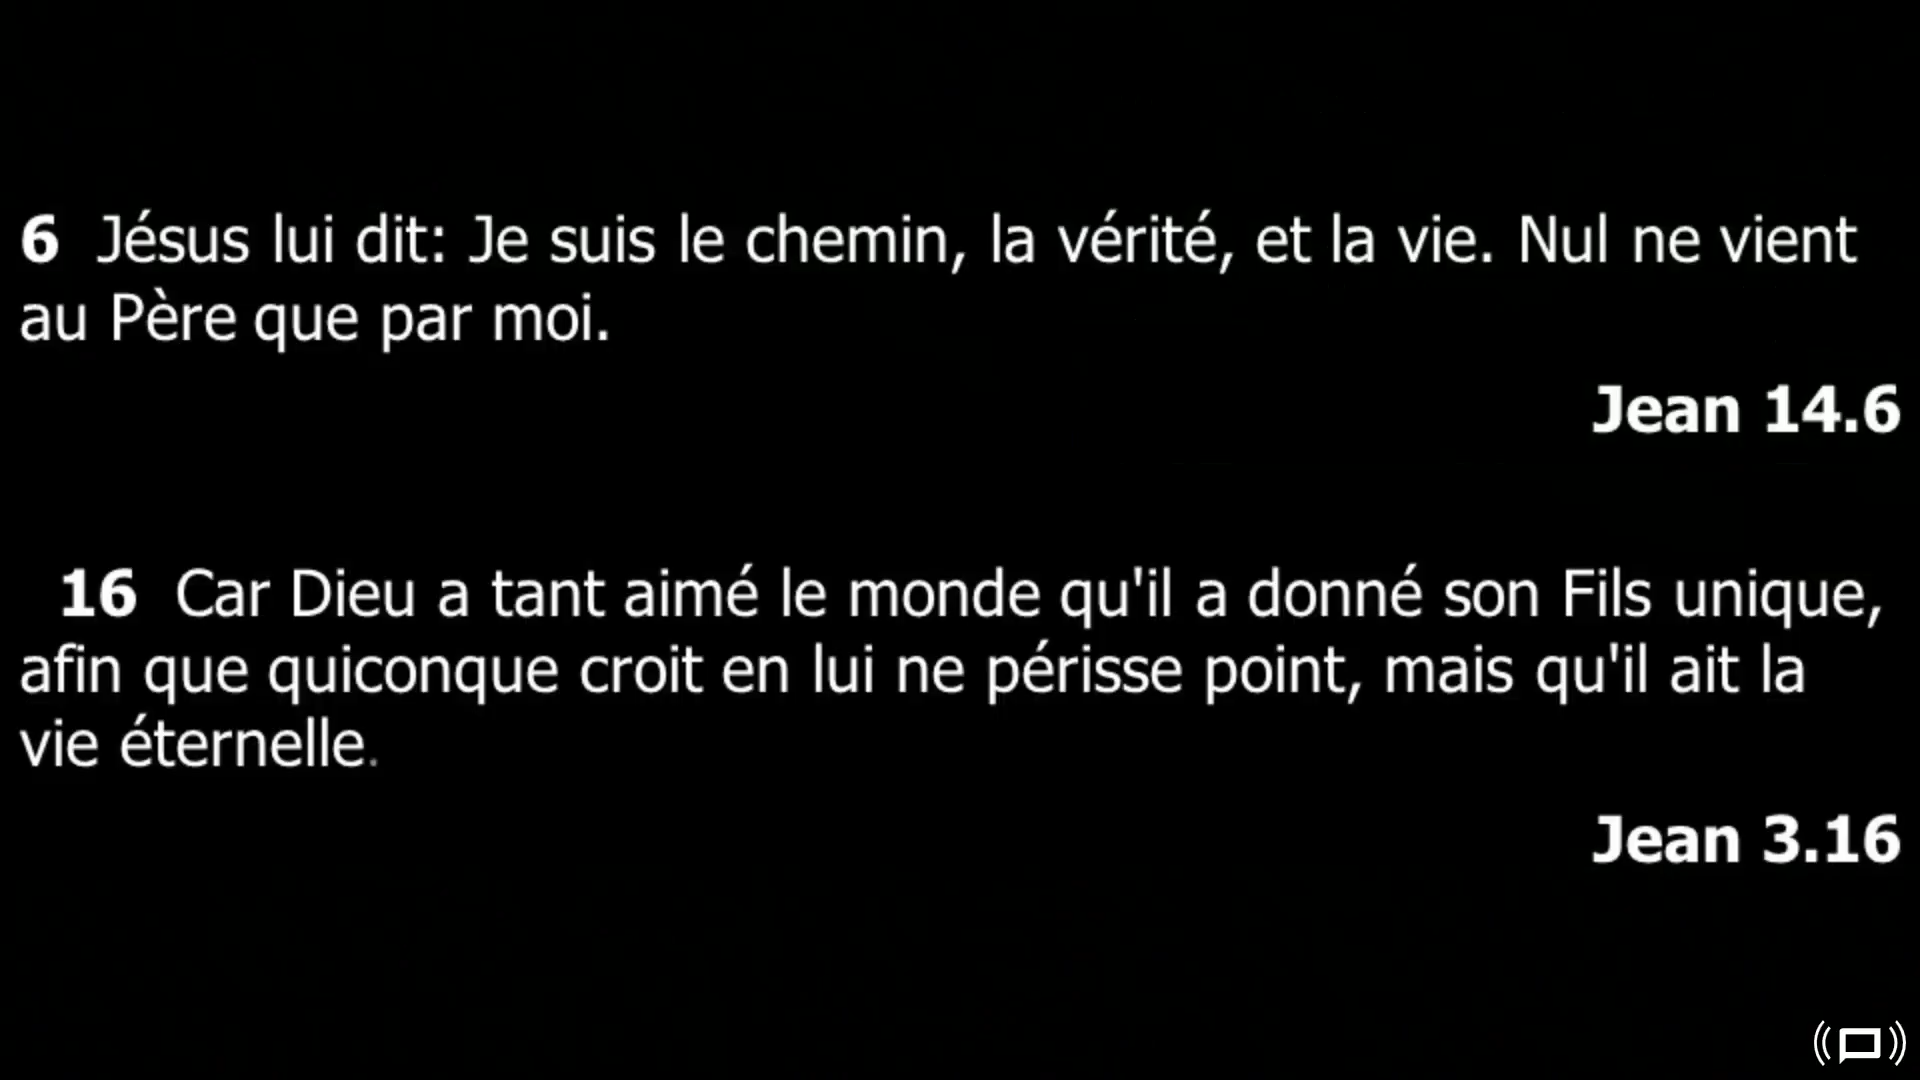 6 Jésus lui dit: Je suis le chemin, la vérité, et la vie. Nul ne vient
au Père que par moi.
Jean 14.6
16 Car Dieu a tant aimé le monde qu'il a donné son Fils unique,
afin que quiconque croit en lui ne périsse point, mais qu'il ait la
vie éternelle.
Jean 3.16